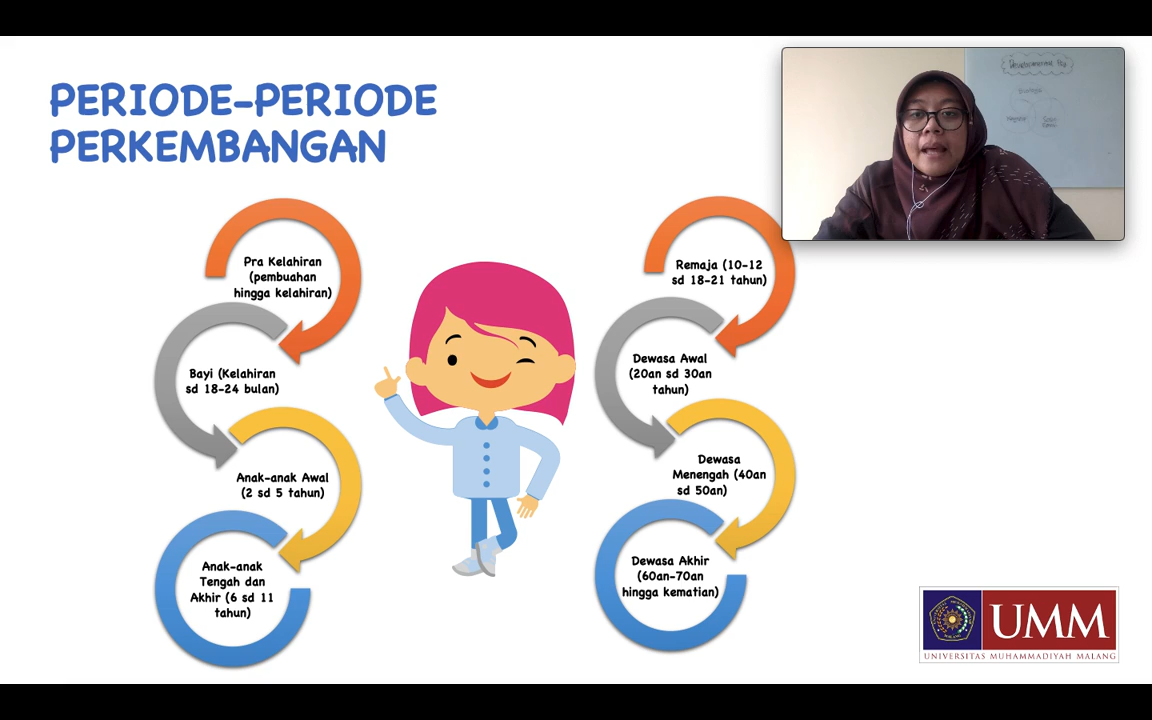 PERIODE-PERIODE
PERKEMBANGAN
Pra Kelahiran
(pembuahan
hingga kelahiran)
Bayi (Kelahiran
sd 18-24 bulan)
Anak-anak Awal
(2 sd 5 tahun)
Anak-anak
Tengah dan
Akhir (6 sd 11
tahun)
Remaja (10-12
sd 18-21 tahun)
Dewasa Awal
(20an sd 30an
tahun)
Dewasa
Menengah (40an
sd 50an)
Dewasa Akhir
(60an-70an
hingga kematian)
UMM
UNIVERSITAS MUHAMMADIYAH MALANG